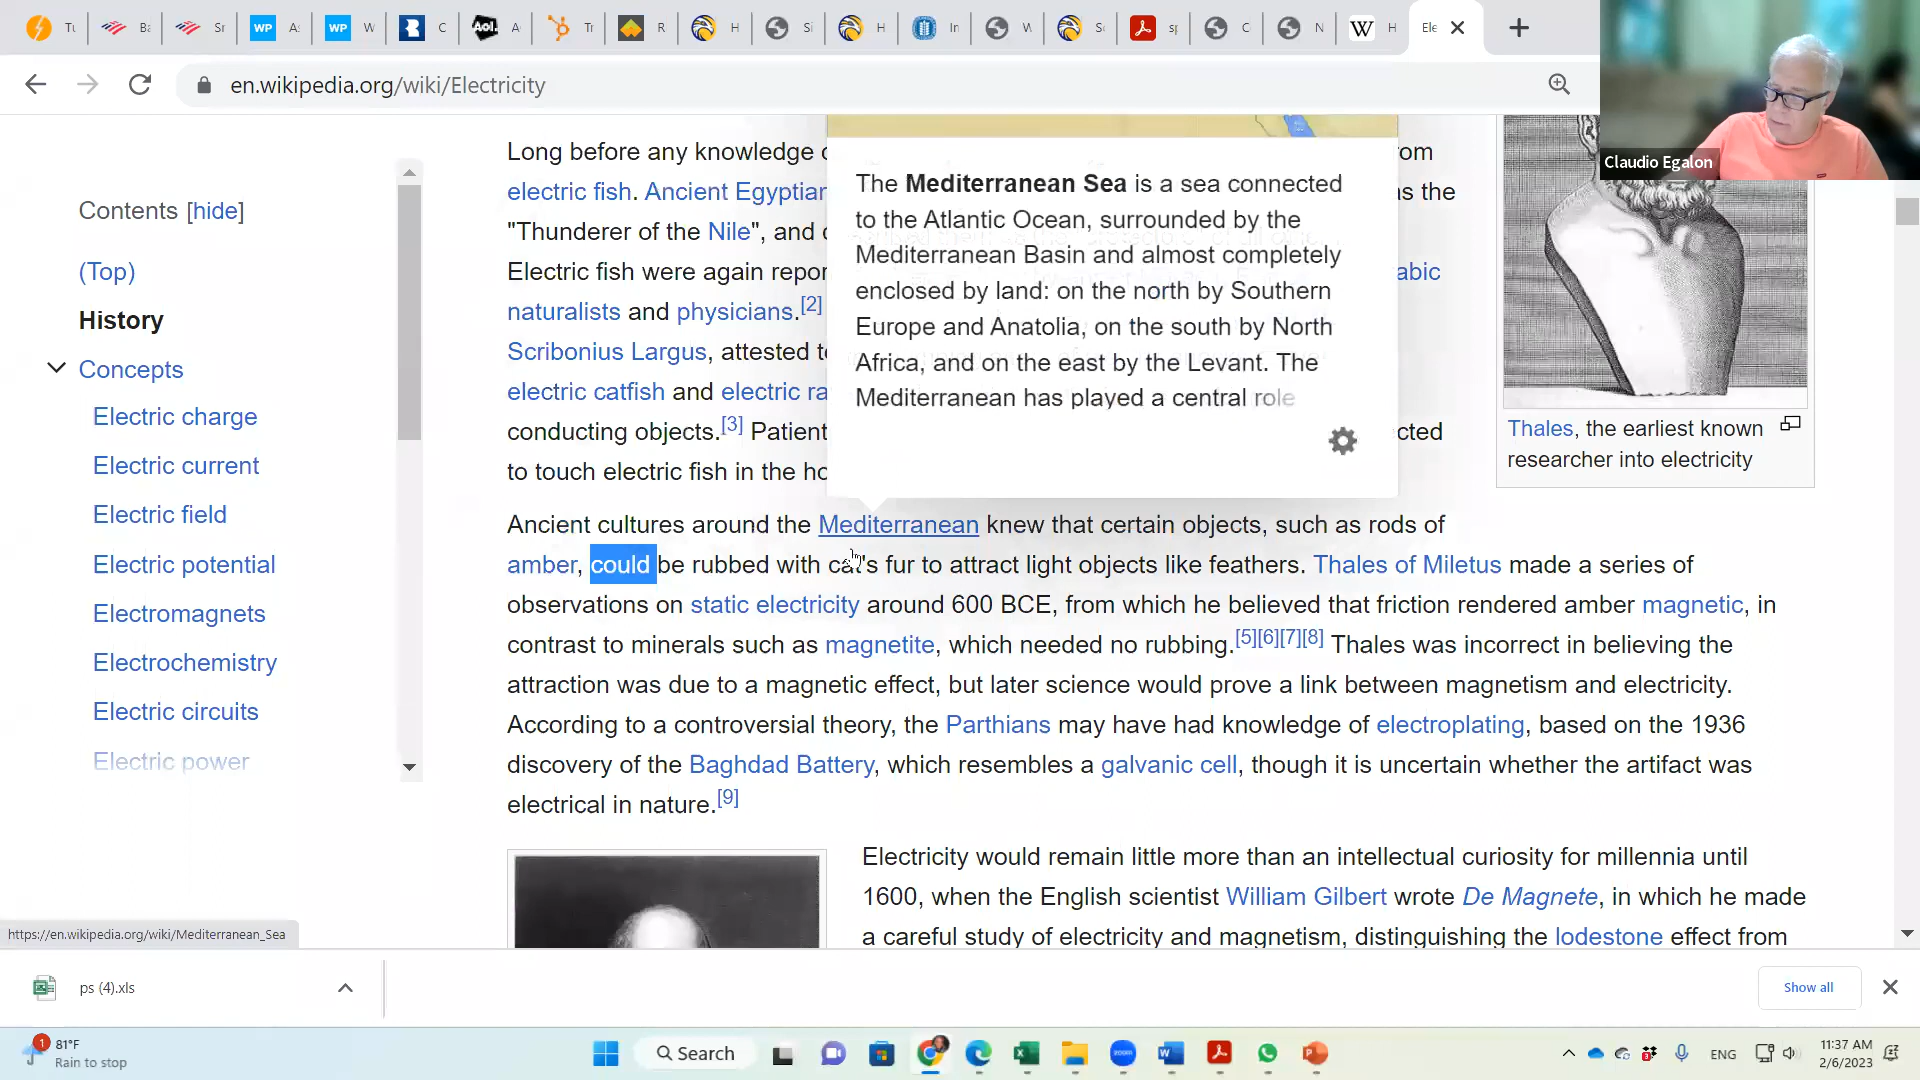 Tu
Ba
Sr
WP
A:
WP
W
C
Aol.
A
Tr
R
H
Si
H
In
W
S
sp
C
N
W
H
Ele
en.wikipedia.org/wiki/Electricity
Claudio Egalon
Contents [hide]
(Top)
History
Concepts
Electric charge
Electric current
Electric field
Electric potential
Electromagnets
Electrochemistry
Electric circuits
Electric power
Long before any knowledge
om
electric fish. Ancient Egyptian
as the
"Thunderer of the Nile", and
Electric fish were again repor
abic
naturalists and physicians.[2]
Scribonius Largus, attested t
electric catfish and electric ra
conducting objects.[3] Patient
cted
to touch electric fish in the ho
The Mediterranean Sea is a sea connected
to the Atlantic Ocean, surrounded by the
Mediterranean Basin and almost completely
enclosed by land: on the north by Southern
Europe and Anatolia, on the south by North
Africa, and on the east by the Levant. The
Mediterranean has played a central role
Thales, the earliest known
researcher into electricity
Ancient cultures around the Mediterranean knew that certain objects, such as rods of
amber, could be rubbed with cat's fur to attract light objects like feathers. Thales of Miletus made a series of
observations on static electricity around 600 BCE, from which he believed that friction rendered amber magnetic, in
contrast to minerals such as magnetite, which needed no rubbing.[5][6][7][8] Thales was incorrect in believing the
attraction was due to a magnetic effect, but later science would prove a link between magnetism and electricity.
According to a controversial theory, the Parthians may have had knowledge of electroplating, based on the 1936
discovery of the Baghdad Battery, which resembles a galvanic cell, though it is uncertain whether the artifact was
electrical in nature.[9]
Electricity would remain little more than an intellectual curiosity for millennia until
1600, when the English scientist William Gilbert wrote De Magnete, in which he made
a careful study of electricity and magnetism, distinguishing the lodestone effect from
https://en.wikipedia.org/wiki/Mediterranean_Sea
ps (4).xls
Show all
1
81°F
Rain to stop
Search
zoom
ENG
11:37 AM
2/6/2023